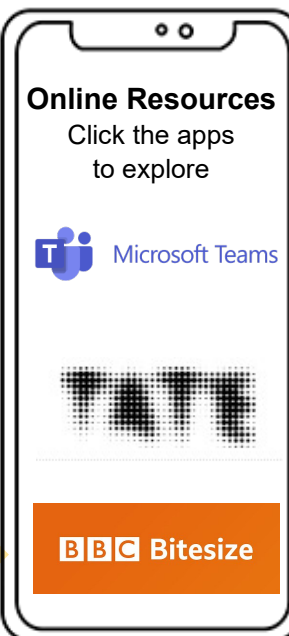 Online Resources
Click the apps
to explore
T Microsoft Teams
TATE
BBC Bitesize